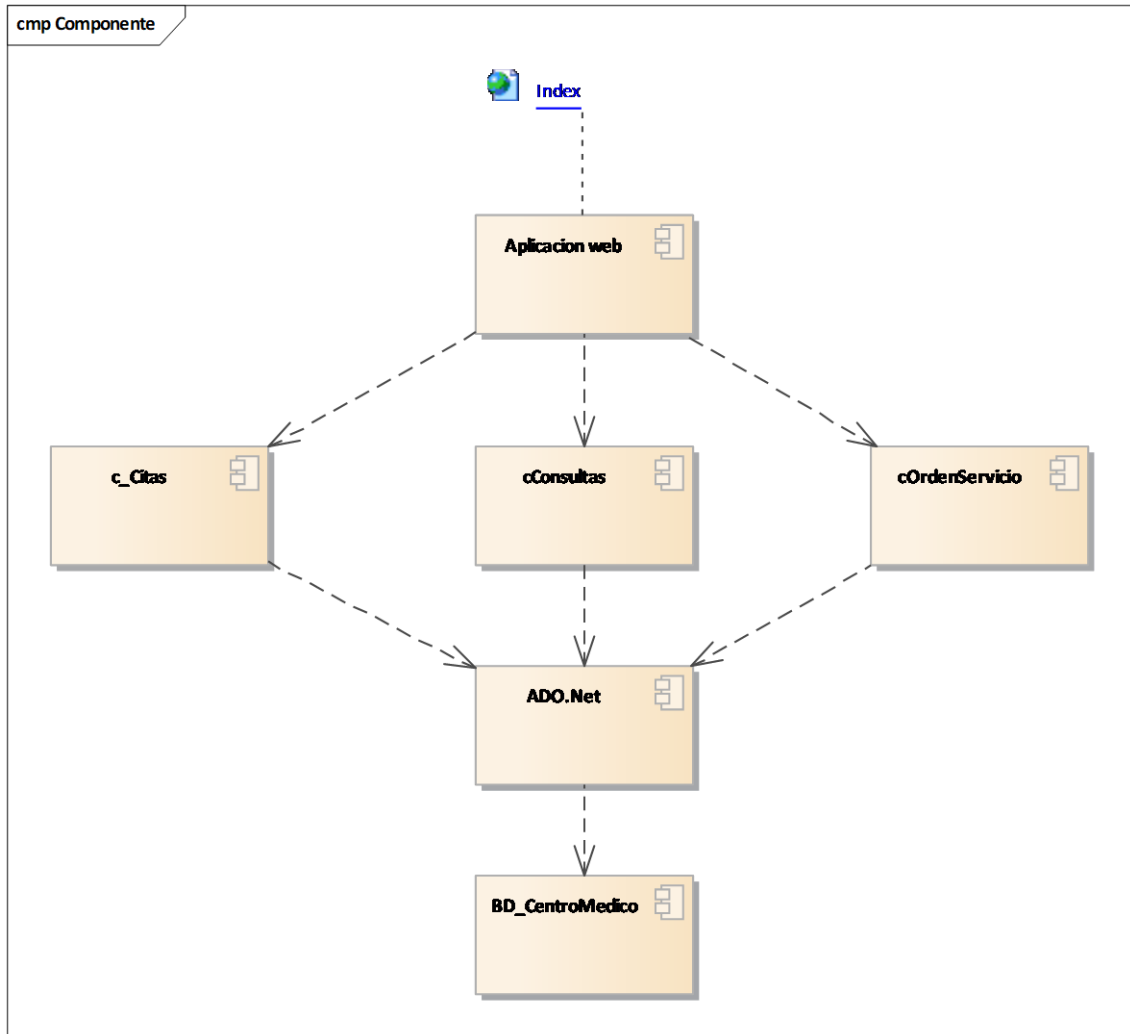 cmp Componente
Index
Aplicacion web
c_Citas
cConsultas
cOrdenServicio
ADO.Net
BD_CentroMedico